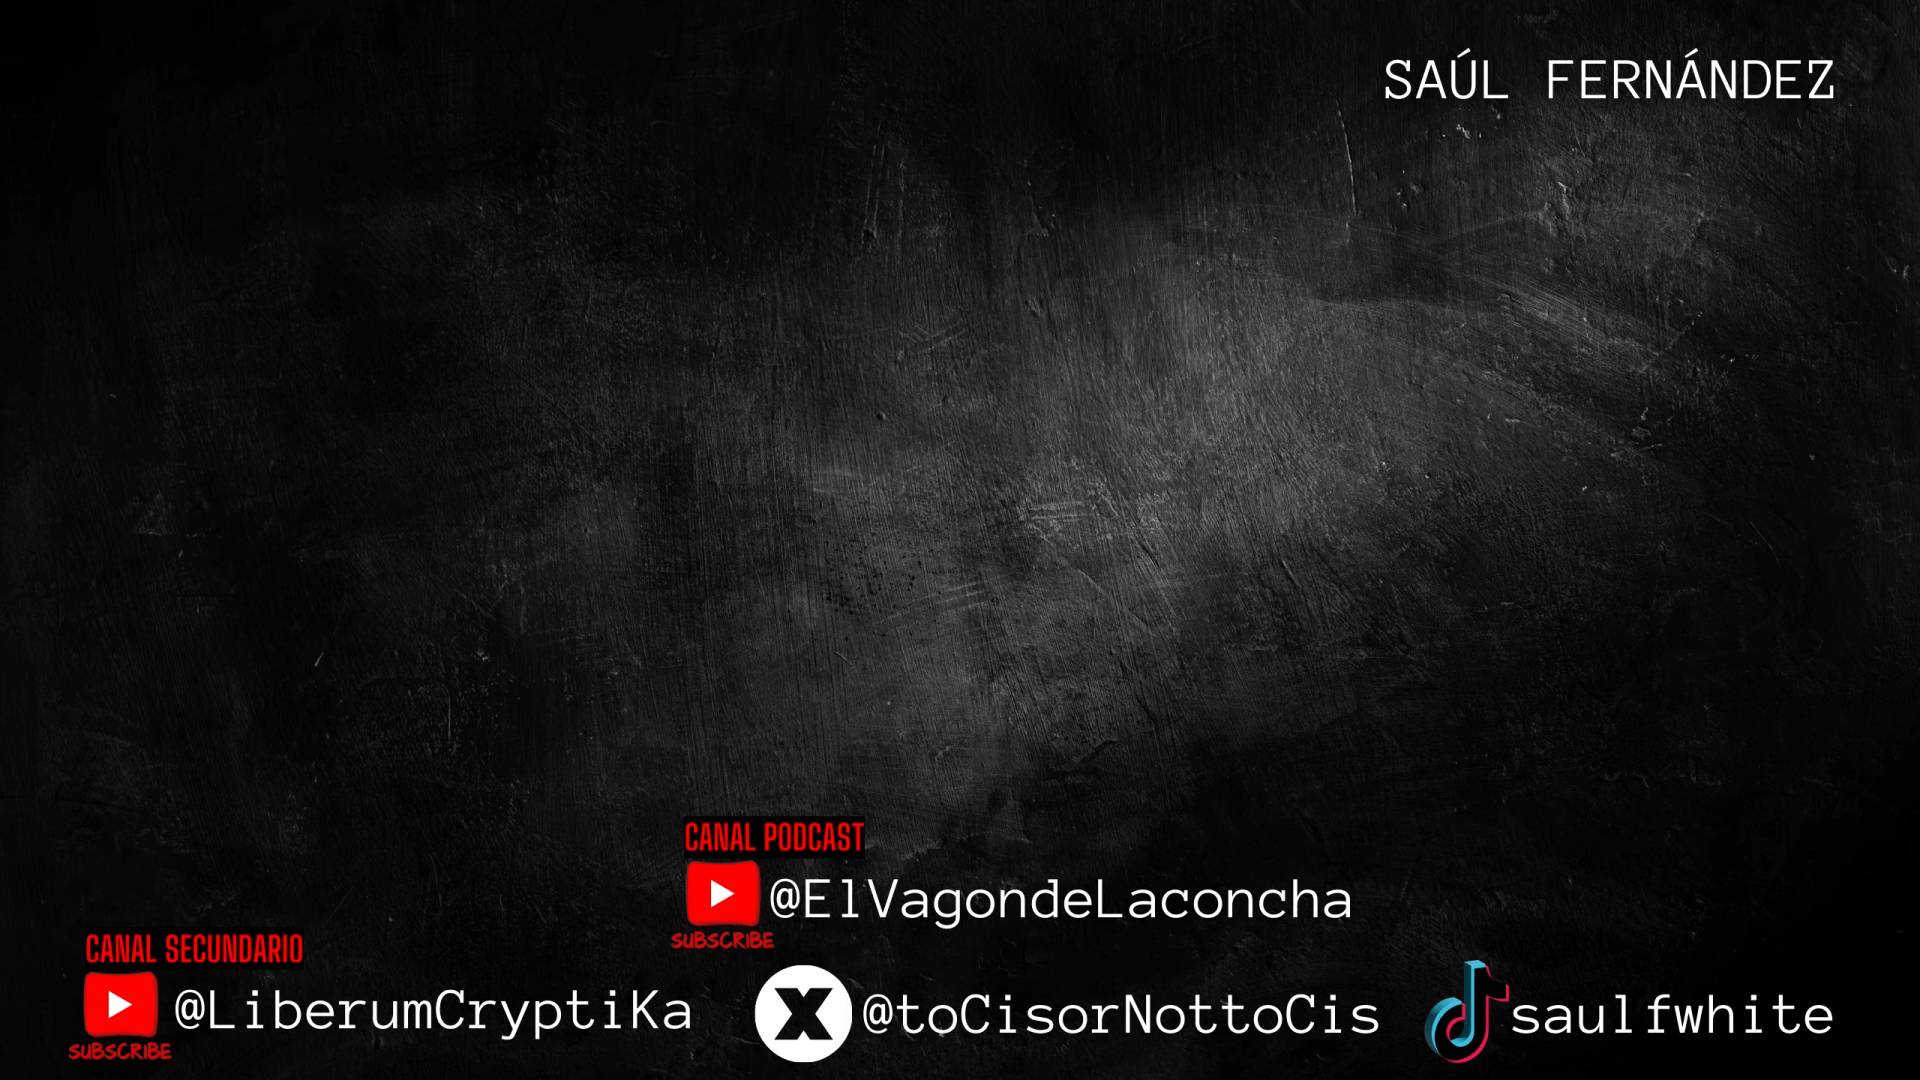 SAÚL FERNÁNDEZ
CANAL PODCAST
@ElVagondeLaconcha
SUBSCRIBE
CANAL SECUNDARIO
@LiberumCryptiKa
SUBSCRIBE
X @toCisorNottoCis
saulfwhite